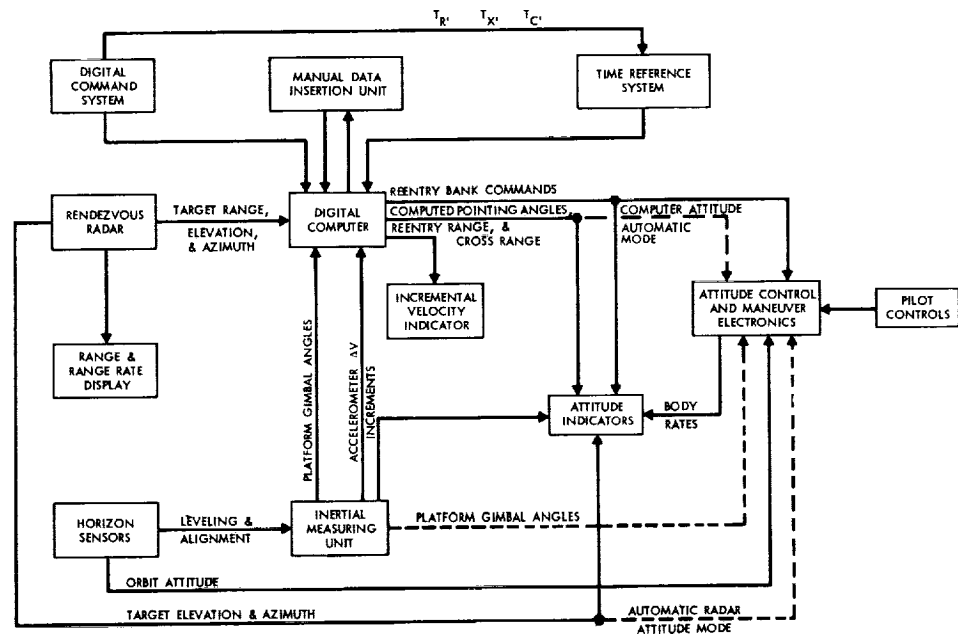 T_R' T_X' T_C'
DIGITAL
COMMAND
SYSTEM
MANUAL DATA
INSERTION UNIT
TIME REFERENCE
SYSTEM
RENDEZVOUS
RADAR
TARGET RANGE,
ELEVATION,
& AZIMUTH
DIGITAL
COMPUTER
REENTRY BANK COMMANDS
COMPUTED POINTING ANGLES,
REENTRY RANGE, &
CROSS RANGE
COMPUTER ATTITUDE
AUTOMATIC
MODE
INCREMENTAL
VELOCITY
INDICATOR
ATTITUDE CONTROL
AND MANEUVER
ELECTRONICS
PILOT
CONTROLS
RANGE &
RANGE RATE
DISPLAY
PLATFORM GIMBAL ANGLES
ACCELEROMETER ΔV
INCREMENTS
ATTITUDE
INDICATORS
BODY
RATES
HORIZON
SENSORS
LEVELING &
ALIGNMENT
INERTIAL
MEASURING
UNIT
PLATFORM GIMBAL ANGLES
ORBIT ATTITUDE
TARGET ELEVATION & AZIMUTH
AUTOMATIC RADAR
ATTITUDE MODE